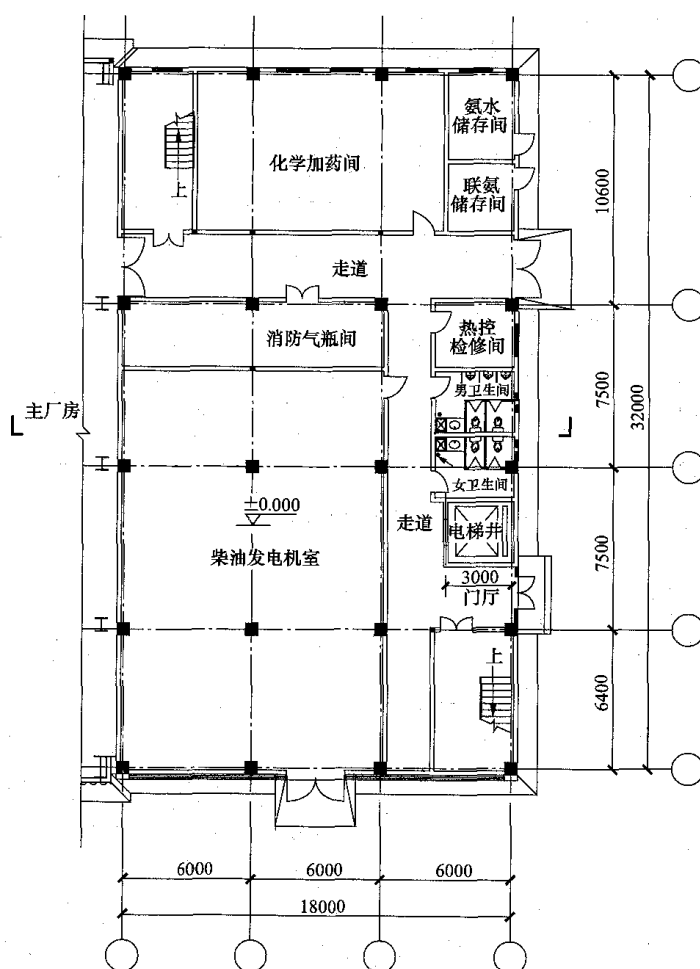 氨水
储存间
化学加药间
上
联氨
储存间
10600
走道
消防气瓶间
热控
检修间
7500
32000
主厂房
男卫生间
女卫生间
±0.000
走道
电梯井
柴油发电机室
7500
3000
门厅
上
6400
6000
6000
6000
18000